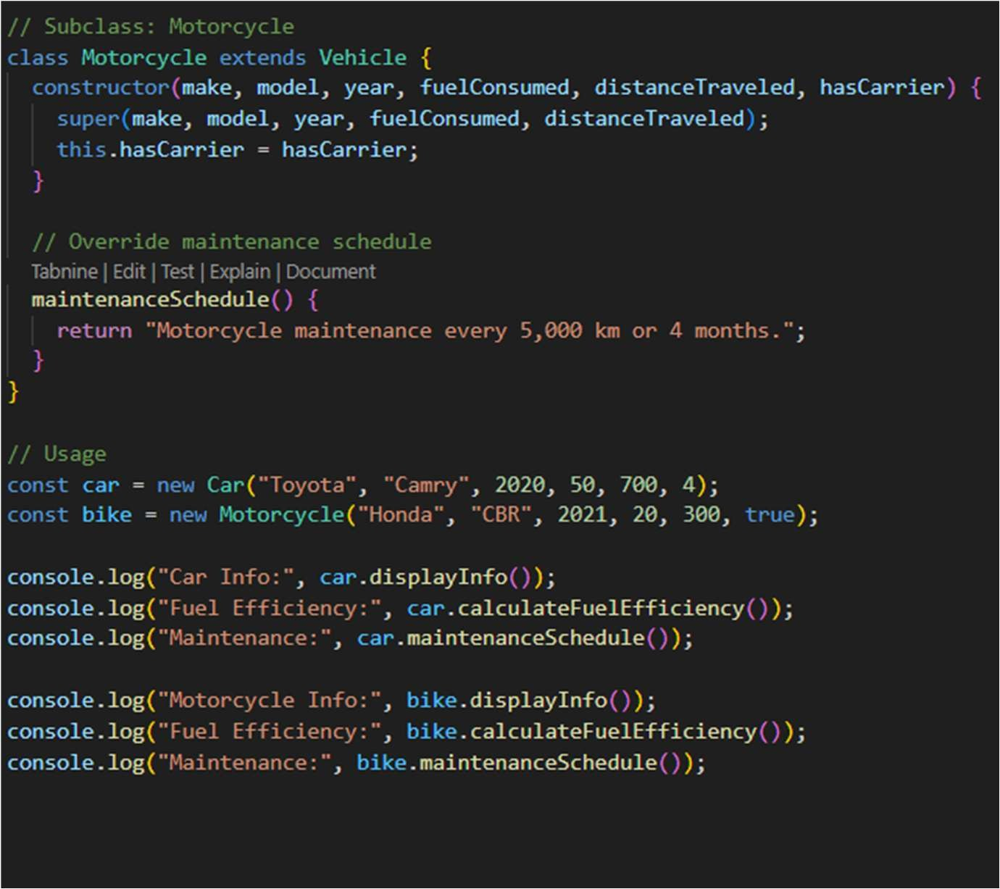 // Subclass: Motorcycle
class Motorcycle extends Vehicle {
  constructor(make, model, year, fuelConsumed, distanceTraveled, hasCarrier) {
    super(make, model, year, fuelConsumed, distanceTraveled);
    this.hasCarrier = hasCarrier;
  }

  // Override maintenance schedule
  Tabnine | Edit | Test | Explain | Document
  maintenanceSchedule() {
    return "Motorcycle maintenance every 5,000 km or 4 months.";
  }
}

// Usage
const car = new Car("Toyota", "Camry", 2020, 50, 700, 4);
const bike = new Motorcycle("Honda", "CBR", 2021, 20, 300, true);

console.log("Car Info:", car.displayInfo());
console.log("Fuel Efficiency:", car.calculateFuelEfficiency());
console.log("Maintenance:", car.maintenanceSchedule());

console.log("Motorcycle Info:", bike.displayInfo());
console.log("Fuel Efficiency:", bike.calculateFuelEfficiency());
console.log("Maintenance:", bike.maintenanceSchedule());